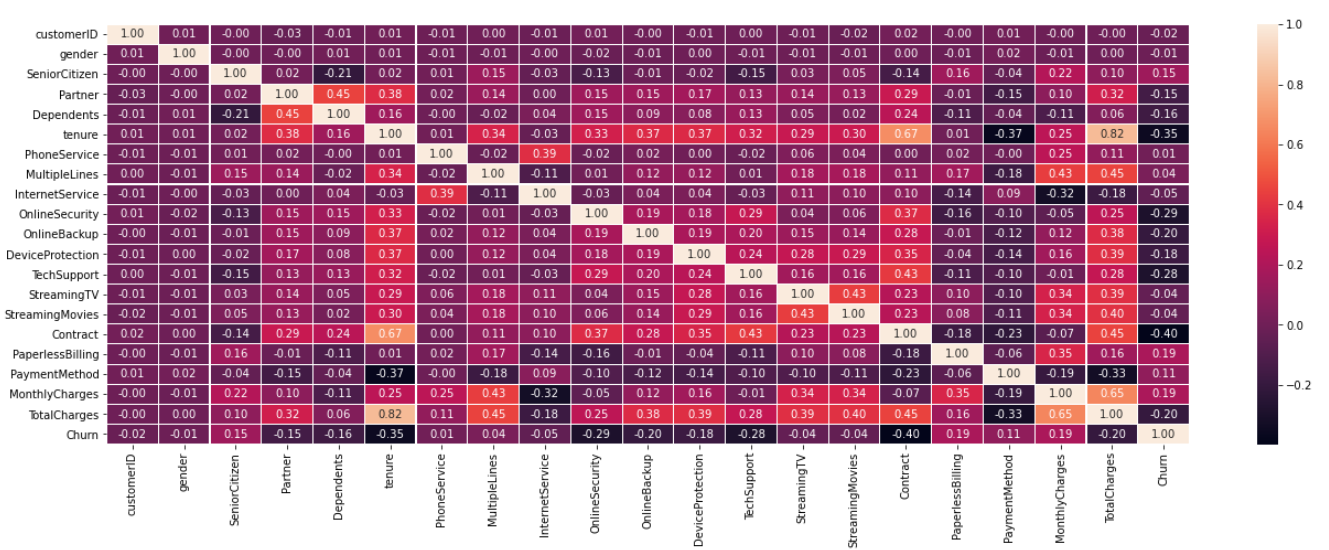 customerID 1.00 0.01 -0.00 -0.03 -0.01 0.01 -0.01 0.00 -0.01 0.01 -0.00 -0.01 0.00 -0.01 -0.02 0.02 -0.00 0.01 -0.00 -0.00 -0.02
gender 0.01 1.00 -0.00 -0.00 0.01 0.01 -0.01 -0.01 -0.00 -0.02 -0.01 0.00 -0.01 -0.01 -0.01 0.00 -0.01 0.02 -0.01 0.00 -0.01
SeniorCitizen -0.00 -0.00 1.00 0.02 -0.21 0.02 0.01 0.15 -0.03 -0.13 -0.01 -0.02 -0.15 0.03 0.05 -0.14 0.16 -0.04 0.22 0.10 0.15
Partner -0.03 -0.00 0.02 1.00 0.45 0.38 0.02 0.14 0.00 0.15 0.15 0.17 0.13 0.14 0.13 0.29 -0.01 -0.15 0.10 0.32 -0.15
Dependents -0.01 0.01 -0.21 0.45 1.00 0.16 -0.00 -0.02 0.04 0.15 0.09 0.08 0.13 0.05 0.02 0.24 -0.11 -0.04 -0.11 0.06 -0.16
tenure 0.01 0.01 0.02 0.38 0.16 1.00 0.01 0.34 -0.03 0.33 0.37 0.37 0.32 0.29 0.30 0.67 0.01 -0.37 0.25 0.82 -0.35
PhoneService -0.01 -0.01 0.01 0.02 -0.00 0.01 1.00 -0.02 0.39 -0.02 0.02 0.00 -0.02 0.06 0.04 0.00 0.02 -0.00 0.25 0.11 0.01
MultipleLines 0.00 -0.01 0.15 0.14 -0.02 0.34 -0.02 1.00 -0.11 0.01 0.12 0.12 0.01 0.18 0.18 0.11 0.17 -0.18 0.43 0.45 0.04
InternetService -0.01 -0.00 -0.03 0.00 0.04 -0.03 0.39 -0.11 1.00 -0.03 0.04 0.04 -0.03 0.11 0.10 0.10 -0.14 0.09 -0.32 -0.18 -0.05
OnlineSecurity 0.01 -0.02 -0.13 0.15 0.15 0.33 -0.02 0.01 -0.03 1.00 0.19 0.18 0.29 0.04 0.06 0.37 -0.16 -0.10 -0.05 0.25 -0.29
OnlineBackup -0.00 -0.01 -0.01 0.15 0.09 0.37 0.02 0.12 0.04 0.19 1.00 0.19 0.20 0.15 0.14 0.28 -0.01 -0.12 0.12 0.38 -0.20
DeviceProtection -0.01 0.00 -0.02 0.17 0.08 0.37 0.00 0.12 0.04 0.18 0.19 1.00 0.24 0.28 0.29 0.35 -0.04 -0.14 0.16 0.39 -0.18
TechSupport 0.00 -0.01 -0.15 0.13 0.13 0.32 -0.02 0.01 -0.03 0.29 0.20 0.24 1.00 0.16 0.16 0.43 -0.11 -0.10 -0.01 0.28 -0.28
StreamingTV -0.01 -0.01 0.03 0.14 0.05 0.29 0.06 0.18 0.11 0.04 0.15 0.28 0.16 1.00 0.43 0.23 0.10 -0.10 0.34 0.39 -0.04
StreamingMovies -0.02 -0.01 0.05 0.13 0.02 0.30 0.04 0.18 0.10 0.06 0.14 0.29 0.16 0.43 1.00 0.23 0.08 -0.11 0.34 0.40 -0.04
Contract 0.02 0.00 -0.14 0.29 0.24 0.67 0.00 0.11 0.10 0.37 0.28 0.35 0.43 0.23 0.23 1.00 -0.18 -0.23 -0.07 0.45 -0.40
PaperlessBilling -0.00 -0.01 0.16 -0.01 -0.11 0.01 0.02 0.17 -0.14 -0.16 -0.01 -0.04 -0.11 0.10 0.08 -0.18 1.00 -0.06 0.35 0.16 0.19
PaymentMethod 0.01 0.02 -0.04 -0.15 -0.04 -0.37 -0.00 -0.18 0.09 -0.10 -0.12 -0.14 -0.10 -0.10 -0.11 -0.23 -0.06 1.00 -0.19 -0.33 0.11
MonthlyCharges -0.00 -0.01 0.22 0.10 -0.11 0.25 0.25 0.43 -0.32 -0.05 0.12 0.16 -0.01 0.34 0.34 -0.07 0.35 -0.19 1.00 0.65 0.19
TotalCharges -0.00 0.00 0.10 0.32 0.06 0.82 0.11 0.45 -0.18 0.25 0.38 0.39 0.28 0.39 0.40 0.45 0.16 -0.33 0.65 1.00 -0.20
Churn -0.02 -0.01 0.15 -0.15 -0.16 -0.35 0.01 0.04 -0.05 -0.29 -0.20 -0.18 -0.28 -0.04 -0.04 -0.40 0.19 0.11 0.19 -0.20 1.00
customerID
gender
SeniorCitizen
Partner
Dependents
tenure
PhoneService
MultipleLines
InternetService
OnlineSecurity
OnlineBackup
DeviceProtection
TechSupport
StreamingTV
StreamingMovies
Contract
PaperlessBilling
PaymentMethod
MonthlyCharges
TotalCharges
Churn
1.0
0.8
0.6
0.4
0.2
0.0
−0.2